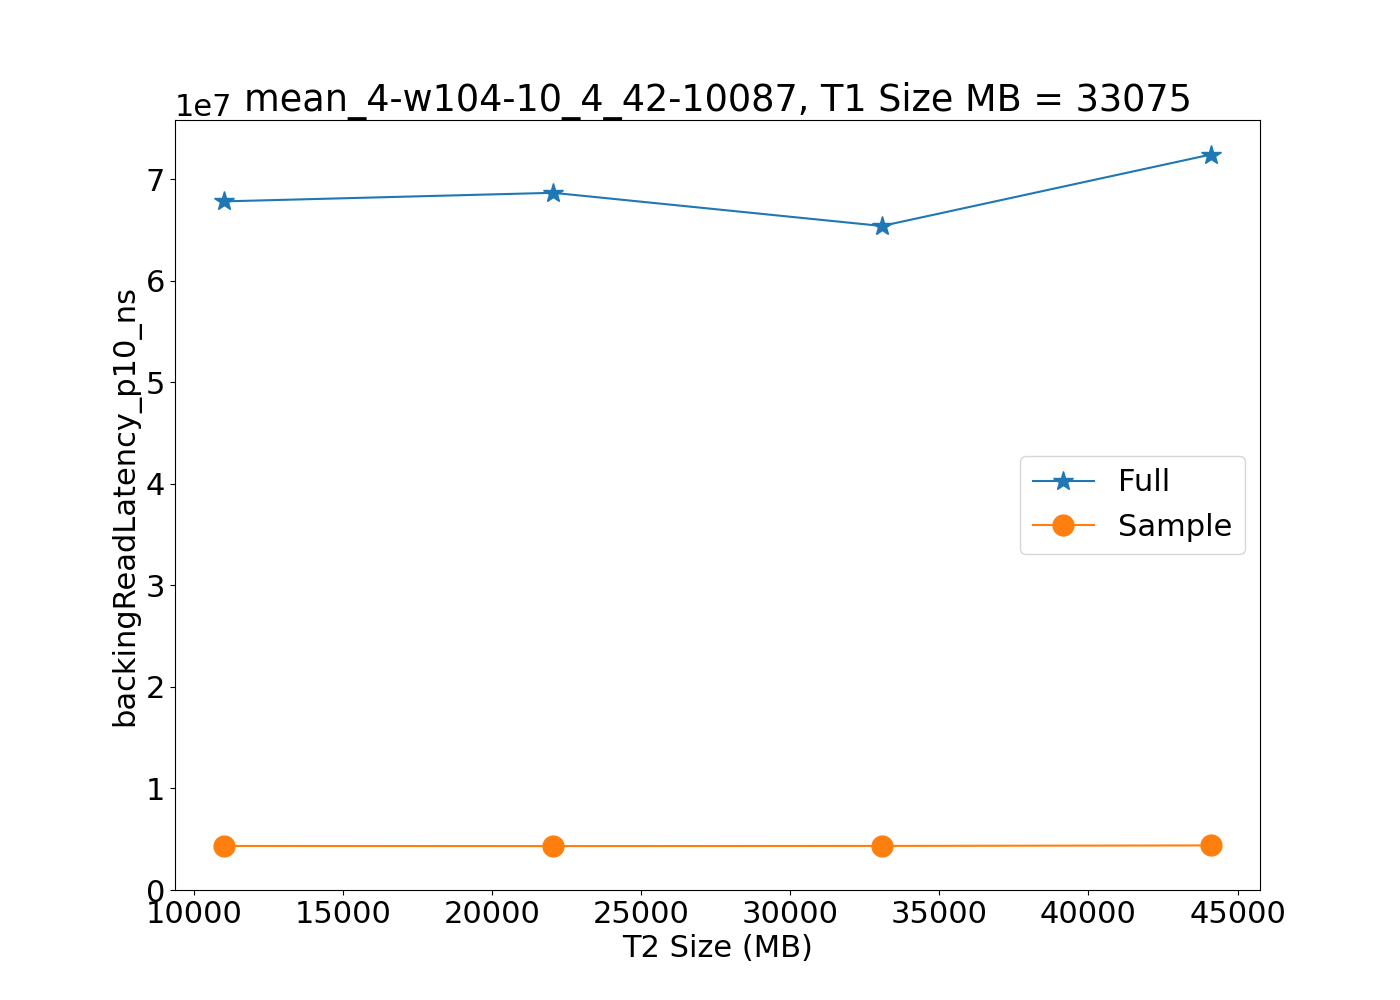 1e7
mean_4-w104-10_4_42-10087, T1 Size MB = 33075
backingReadLatency_p10_ns
7
6
5
4
3
2
1
0
Full
Sample
10000 15000 20000 25000 30000 35000 40000 45000
T2 Size (MB)